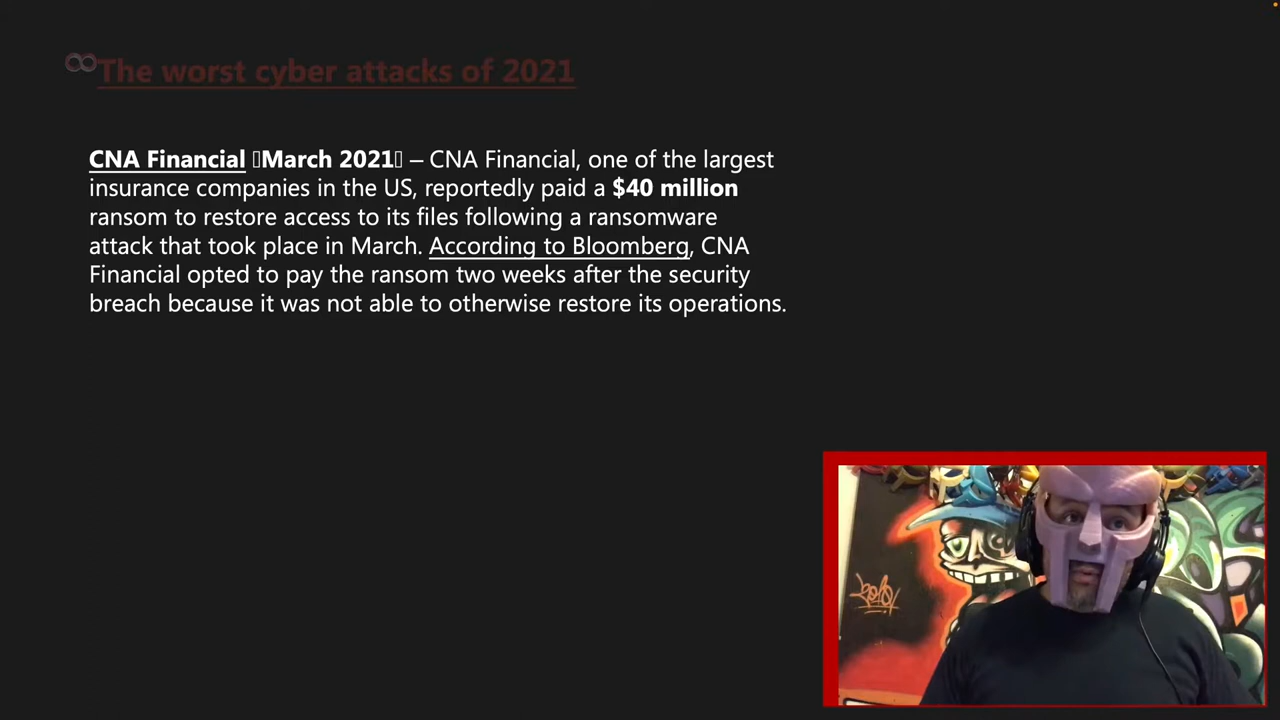 The worst cyber attacks of 2021
CNA Financial ▯March 2021▯ – CNA Financial, one of the largest
insurance companies in the US, reportedly paid a $40 million
ransom to restore access to its files following a ransomware
attack that took place in March. According to Bloomberg, CNA
Financial opted to pay the ransom two weeks after the security
breach because it was not able to otherwise restore its operations.